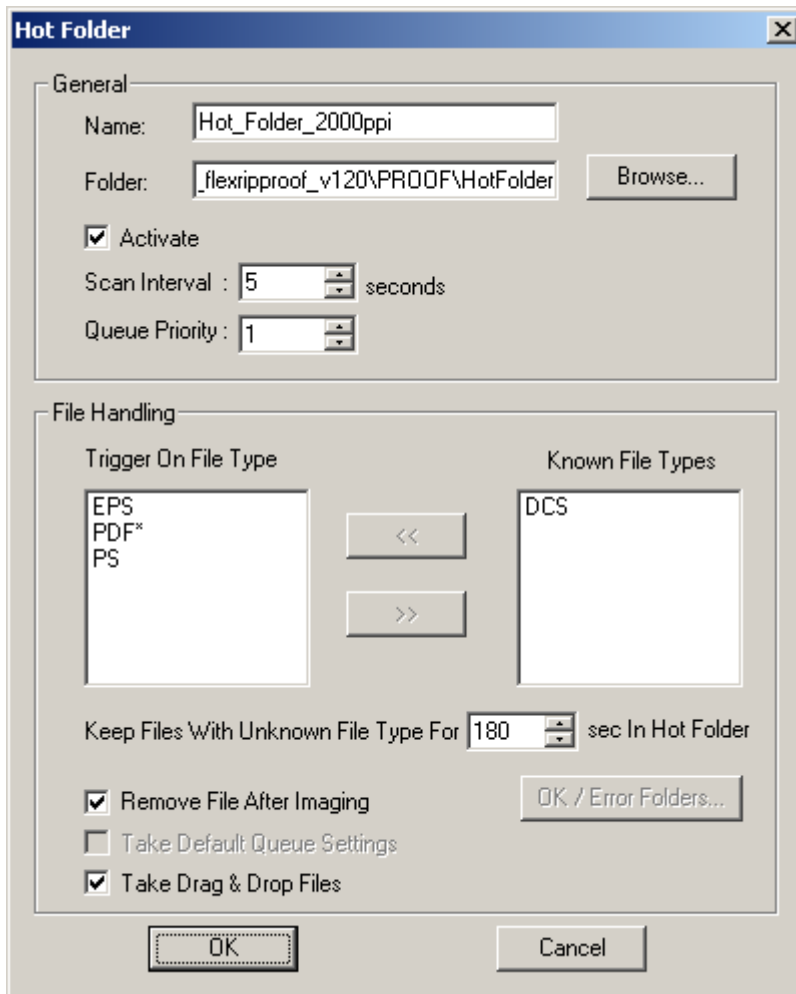 Hot Folder
General
Name: Hot_Folder_2000ppi
Folder: _flexripproof_v120\PROOF\HotFolder Browse...
Activate
Scan Interval : 5 seconds
Queue Priority : 1
File Handling
Trigger On File Type Known File Types
EPS DCS
PDF*
PS
<<
>>
Keep Files With Unknown File Type For 180 sec In Hot Folder
Remove File After Imaging OK / Error Folders...
Take Default Queue Settings
Take Drag & Drop Files
OK Cancel